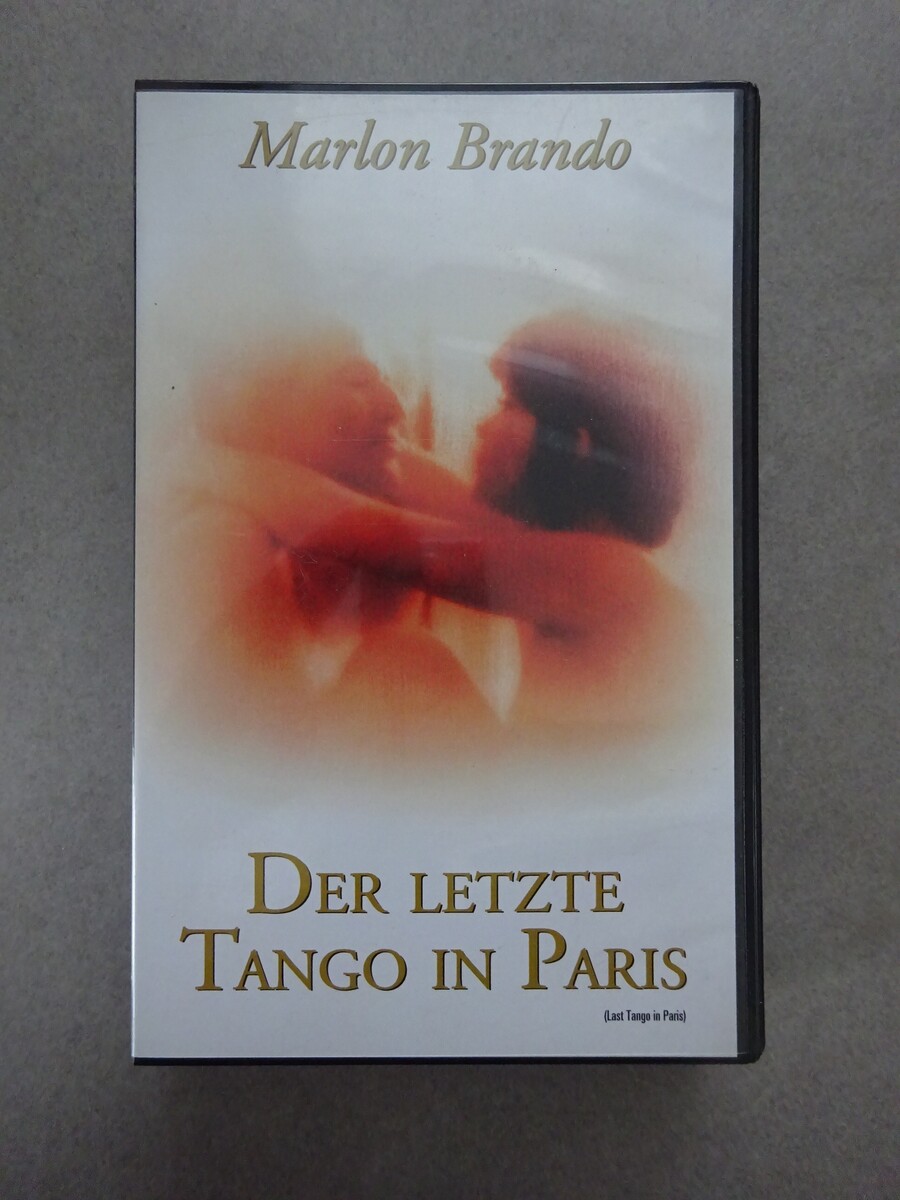 Marlon Brando
DER LETZTE
TANGO IN PARIS
(Last Tango in Paris)